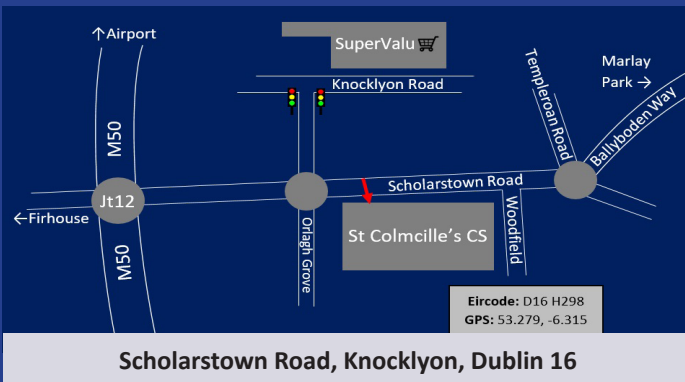 ↑Airport
SuperValu
Knocklyon Road
Templeroan Road
Marlay
Park →
Ballyboden Way
M50
Jt12
←Firhouse
Scholarstown Road
Orlagh Grove
St Colmcille's CS
Woodfield
M50
Eircode: D16 H298
GPS: 53.279, -6.315
Scholarstown Road, Knocklyon, Dublin 16